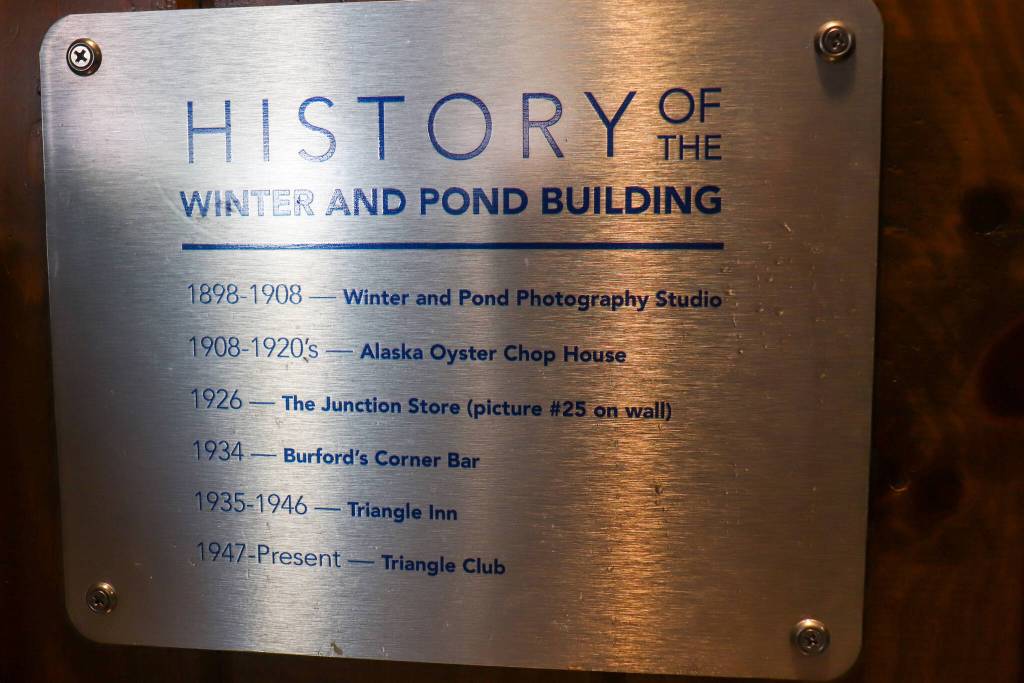 HISTORY OF THE
WINTER AND POND BUILDING
1898-1908 — Winter and Pond Photography Studio
1908-1920's — Alaska Oyster Chop House
1926 — The Junction Store (picture #25 on wall)
1934 — Burford's Corner Bar
1935-1946 — Triangle Inn
1947-Present — Triangle Club